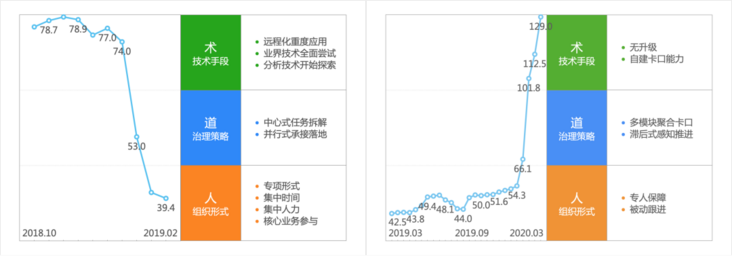 78.7
78.9
77.0
74.0
53.0
39.4
2018.10
2019.02
术
技术手段
远程化重度应用
业界技术全面尝试
分析技术开始探索
道
治理策略
中心式任务拆解
并行式承接落地
人
组织形式
专项形式
集中时间
集中人力
核心业务参与
129.0
112.5
101.8
66.1
54.3
51.6
50.0
44.0
48.1
49.4
43.8
42.5
2019.03
2019.09
2020.03
术
技术手段
无升级
自建卡口能力
道
治理策略
多模块聚合卡口
滞后式感知推进
人
组织形式
专人保障
被动跟进